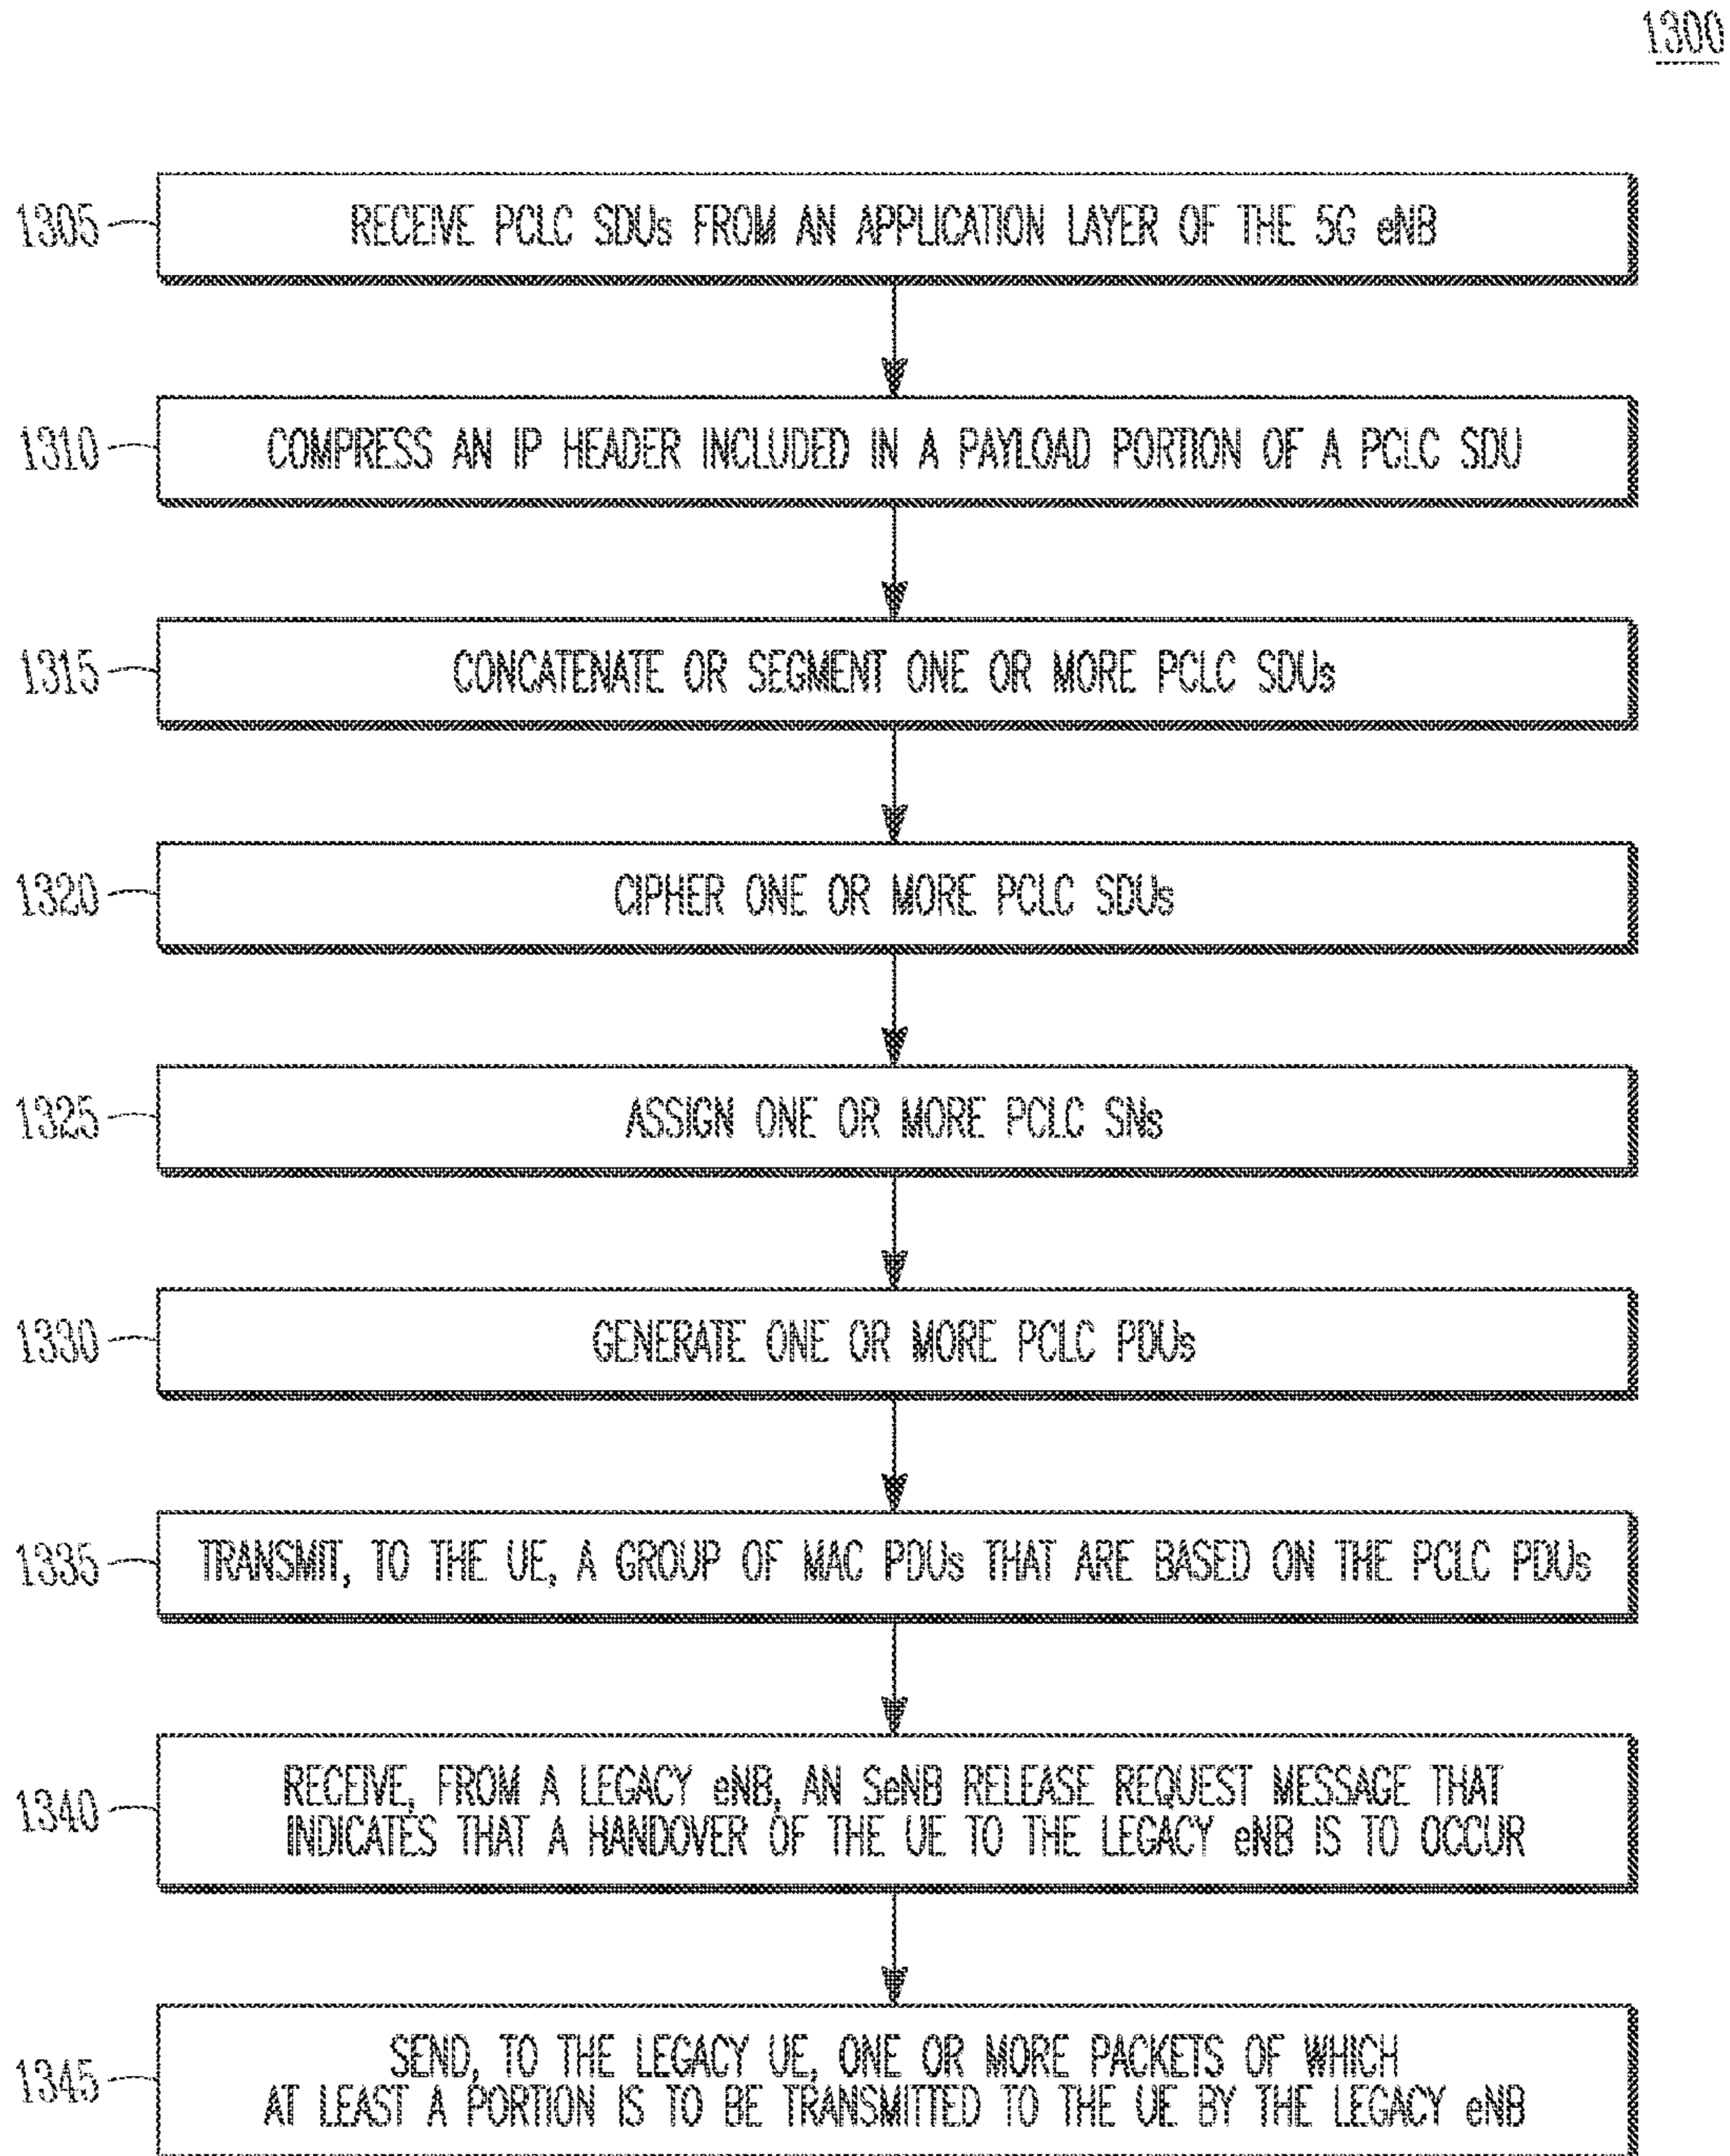 1300
1305
RECEIVE PCLC SDUs FROM AN APPLICATION LAYER OF THE 5G eNB
1310
COMPRESS AN IP HEADER INCLUDED IN A PAYLOAD PORTION OF A PCLC SDU
1315
CONCATENATE OR SEGMENT ONE OR MORE PCLC SDUs
1320
CIPHER ONE OR MORE PCLC SDUs
1325
ASSIGN ONE OR MORE PCLC SNs
1330
GENERATE ONE OR MORE PCLC PDUs
1335
TRANSMIT, TO THE UE, A GROUP OF MAC PDUs THAT ARE BASED ON THE PCLC PDUs
1340
RECEIVE, FROM A LEGACY eNB, AN SeNB RELEASE REQUEST MESSAGE THAT
INDICATES THAT A HANDOVER OF THE UE TO THE LEGACY eNB IS TO OCCUR
1345
SEND, TO THE LEGACY UE, ONE OR MORE PACKETS OF WHICH
AT LEAST A PORTION IS TO BE TRANSMITTED TO THE UE BY THE LEGACY eNB